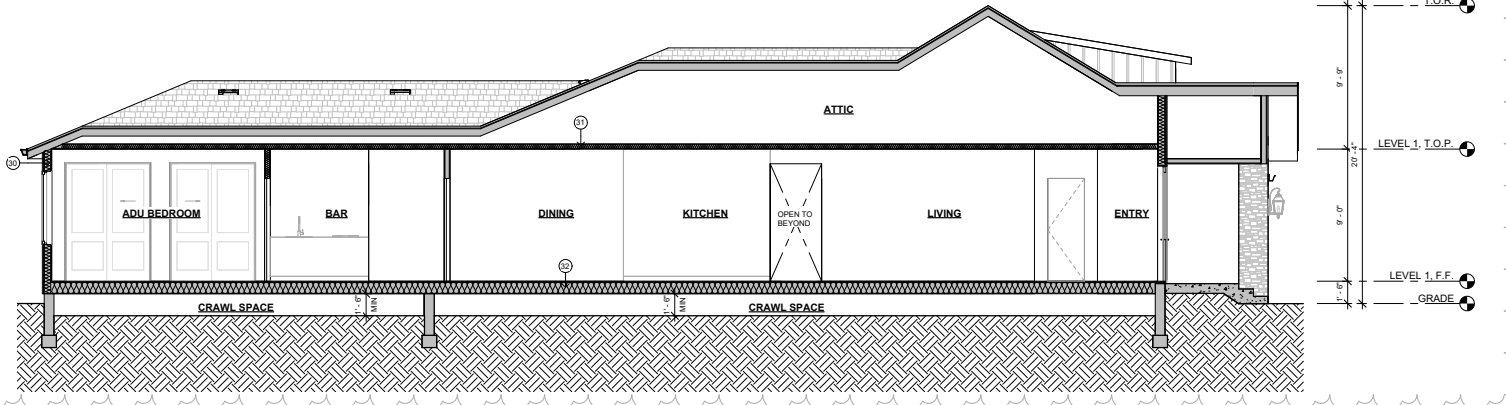 T.O.R.
9' - 9"
ATTIC
31
30
LEVEL 1, T.O.P.
20' - 4"
ADU BEDROOM
BAR
DINING
KITCHEN
OPEN TO
BEYOND
LIVING
ENTRY
9' - 0"
32
LEVEL 1, F.F.
1' - 6"
GRADE
CRAWL SPACE
1' - 6"
MIN
1' - 6"
MIN
CRAWL SPACE